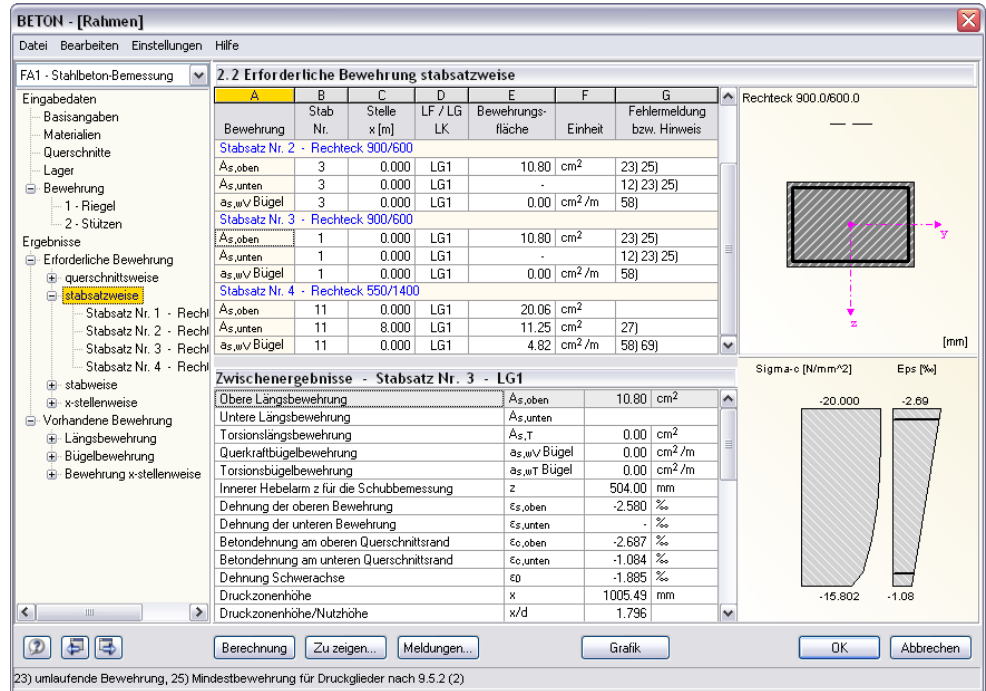 BETON - [Rahmen]
Datei Bearbeiten Einstellungen Hilfe
FA1 - Stahlbeton-Bemessung
Eingabedaten
Basisangaben
Materialien
Querschnitte
Lager
Bewehrung
1 - Riegel
2 - Stützen
Ergebnisse
Erforderliche Bewehrung
querschnittsweise
stabsatzweise
Stabsatz Nr. 1 - Rech
Stabsatz Nr. 2 - Rech
Stabsatz Nr. 3 - Rech
Stabsatz Nr. 4 - Rech
stabweise
x-stellenweise
Vorhandene Bewehrung
Längsbewehrung
Bügelbewehrung
Bewehrung x-stellenweise
2.2 Erforderliche Bewehrung stabsatzweise
A B C D E F G
Stab Stelle LF / LG Bewehrungs- Fehlermeldung
Bewehrung Nr. x [m] LK fläche Einheit bzw. Hinweis
Stabsatz Nr. 2 - Rechteck 900/600
As,oben 3 0.000 LG1 10.80 cm² 23) 25)
As,unten 3 0.000 LG1 - 12) 23) 25)
as,wV Bügel 3 0.000 LG1 0.00 cm²/m 58)
Stabsatz Nr. 3 - Rechteck 900/600
As,oben 1 0.000 LG1 10.80 cm² 23) 25)
As,unten 1 0.000 LG1 - 12) 23) 25)
as,wV Bügel 1 0.000 LG1 0.00 cm²/m 58)
Stabsatz Nr. 4 - Rechteck 550/1400
As,oben 11 0.000 LG1 20.06 cm²
As,unten 11 8.000 LG1 11.25 cm² 27)
as,wV Bügel 11 0.000 LG1 4.82 cm²/m 58) 69)
Zwischenergebnisse - Stabsatz Nr. 3 - LG1
Obere Längsbewehrung As,oben 10.80 cm²
Untere Längsbewehrung As,unten
Torsionslängsbewehrung As,T 0.00 cm²
Querkraftbügelbewehrung as,wV Bügel 0.00 cm²/m
Torsionsbügelbewehrung as,wT Bügel 0.00 cm²/m
Innerer Hebelarm z für die Schubbemessung z 504.00 mm
Dehnung der oberen Bewehrung εs,oben -2.580 ‰
Dehnung der unteren Bewehrung εs,unten - ‰
Betondehnung am oberen Querschnittsrand εc,oben -2.687 ‰
Betondehnung am unteren Querschnittsrand εc,unten -1.084 ‰
Dehnung Schwerachse ε0 -1.885 ‰
Druckzonenhöhe x 1005.49 mm
Druckzonenhöhe/Nutzhöhe x/d 1.796
Rechteck 900.0/600.0
y
z
[mm]
Sigma-c [N/mm^2] Eps [‰]
-20.000 -2.69
-15.802 -1.08
Berechnung Zu zeigen... Meldungen... Grafik OK Abbrechen
23) umlaufende Bewehrung, 25) Mindestbewehrung für Druckglieder nach 9.5.2 (2)